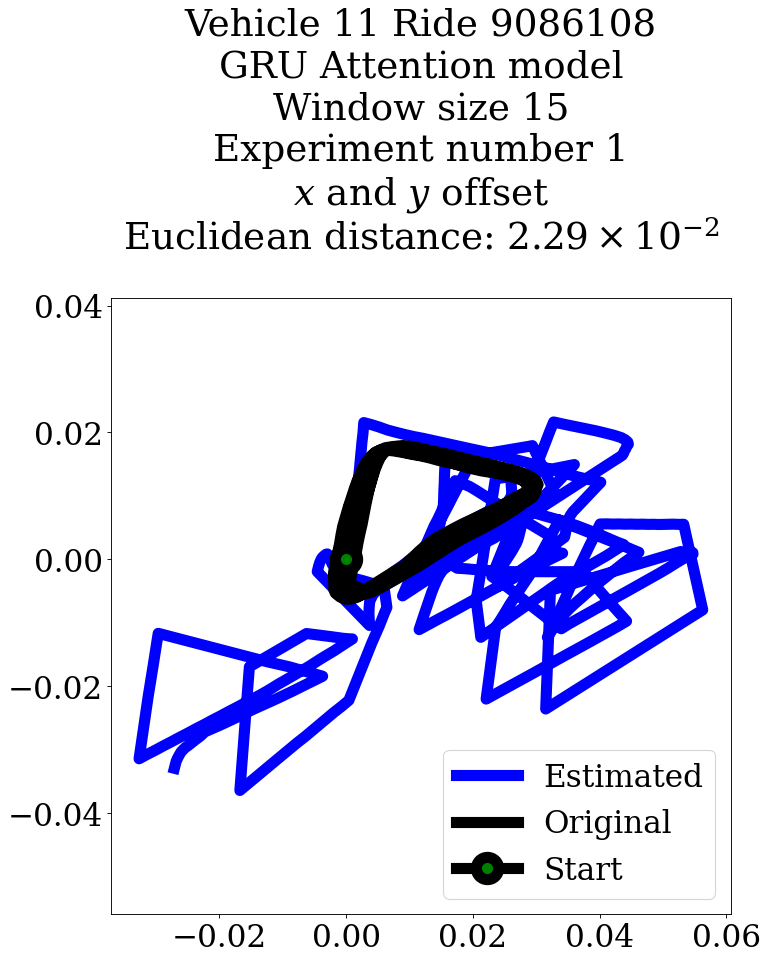 Vehicle 11 Ride 9086108
GRU Attention model
Window size 15
Experiment number 1
x and y offset
Euclidean distance: 2.29 × 10⁻²
0.04
0.02
0.00
−0.02
−0.04
Estimated
Original
Start
−0.02 0.00 0.02 0.04 0.06